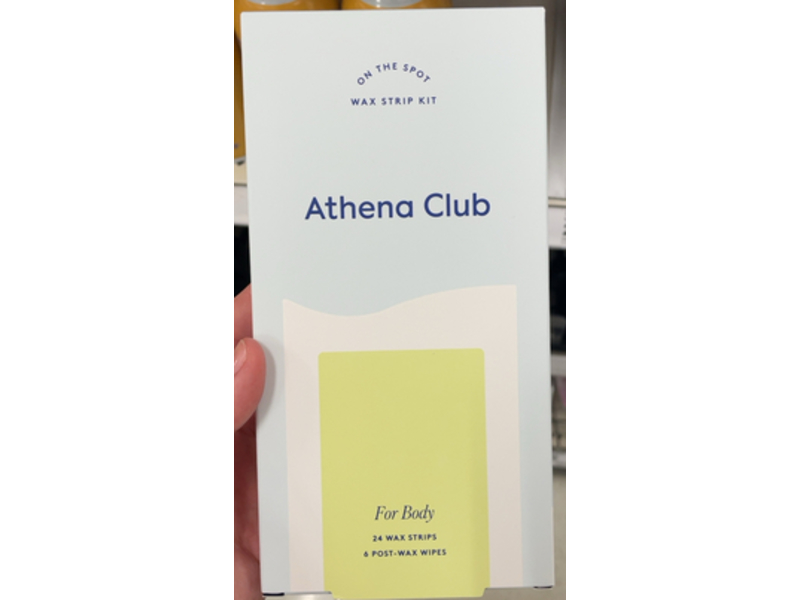 ON THE SPOT
WAX STRIP KIT
Athena Club
For Body
24 WAX STRIPS
6 POST-WAX WIPES